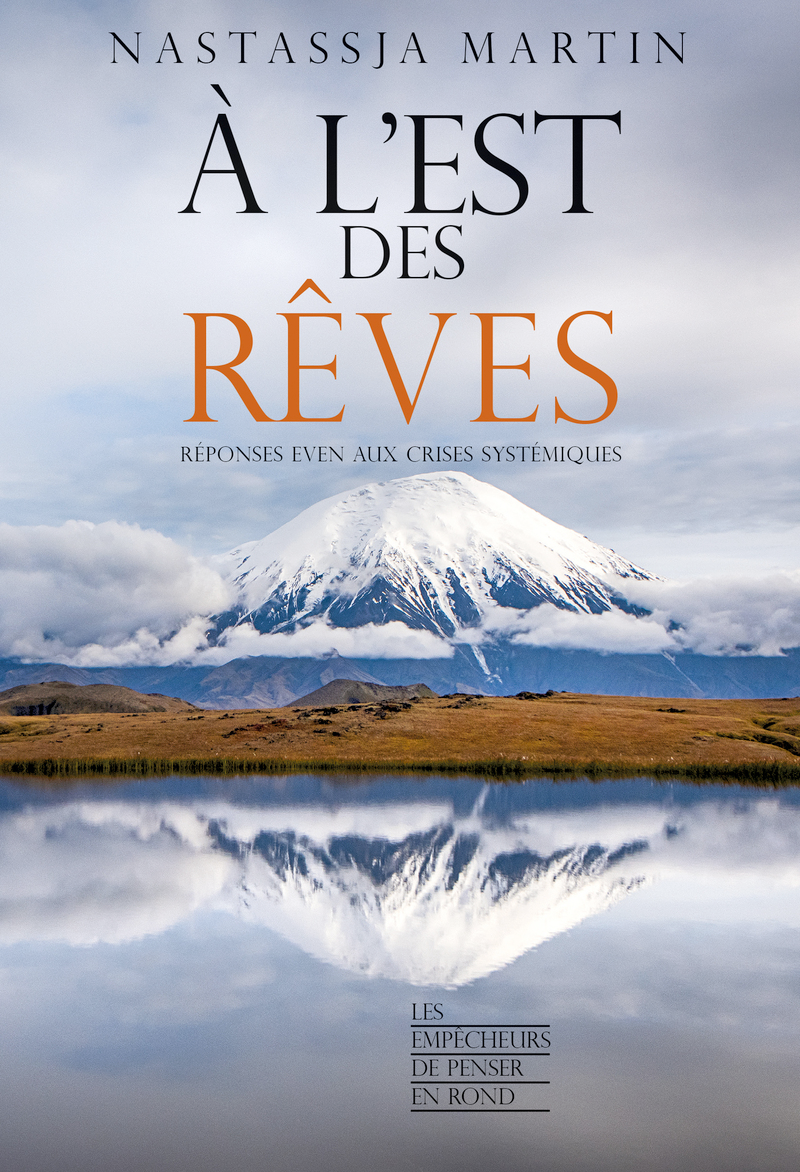 NASTASSJA MARTIN
À L'EST
DES
RÊVES
RÉPONSES EVEN AUX CRISES SYSTÉMIQUES
LES
EMPÊCHEURS
DE PENSER
EN ROND